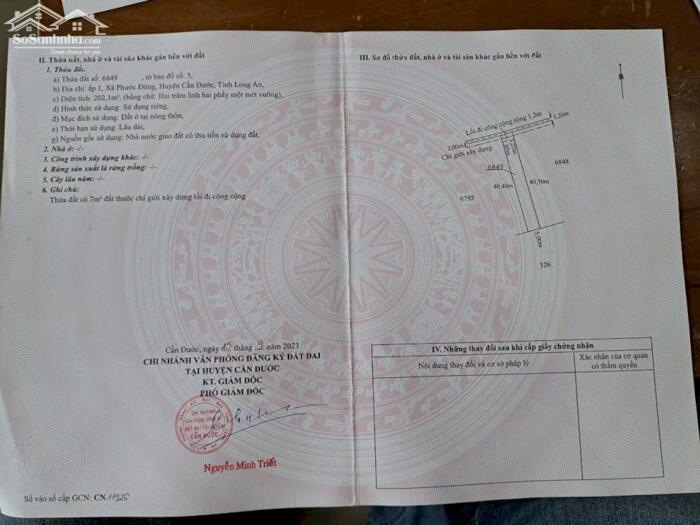 SoSanhnha.com
Great choice for you
II. Thửa đất, nhà ở và tài sản khác gắn liền với đất
1. Thửa đất:
a) Thửa đất số: 6849 , tờ bản đồ số: 5,
b) Địa chỉ: ấp 1, Xã Phước Đông, Huyện Cần Đước, Tỉnh Long An,
c) Diện tích: 202,1m², (bằng chữ: Hai trăm linh hai phẩy một mét vuông),
d) Hình thức sử dụng: Sử dụng riêng,
đ) Mục đích sử dụng: Đất ở tại nông thôn,
e) Thời hạn sử dụng: Lâu dài,
g) Nguồn gốc sử dụng: Nhà nước giao đất có thu tiền sử dụng đất,
2. Nhà ở: -/-
3. Công trình xây dựng khác: -/-
4. Rừng sản xuất là rừng trồng: -/-
5. Cây lâu năm: -/-
6. Ghi chú:
Thửa đất có 7m² đất thuộc chỉ giới xây dựng lối đi công cộng
Cần Đước, ngày tháng năm 2023
CHI NHÁNH VĂN PHÒNG ĐĂNG KÝ ĐẤT ĐAI
TẠI HUYỆN CẦN ĐƯỚC
KT. GIÁM ĐỐC
PHÓ GIÁM ĐỐC
CẦN ĐƯỚC
Nguyễn Minh Triết
Số vào sổ cấp GCN: CN
III. Sơ đồ thửa đất, nhà ở và tài sản khác gắn liền với đất
B
Lối đi công cộng rộng 1,2m
1,20m
2,00m
Chỉ giới xây dựng
6849
6848
40,40m
40,50m
6792
5,00m
526
IV. Những thay đổi sau khi cấp giấy chứng nhận
Nội dung thay đổi và cơ sở pháp lý
Xác nhận của cơ quan
có thẩm quyền